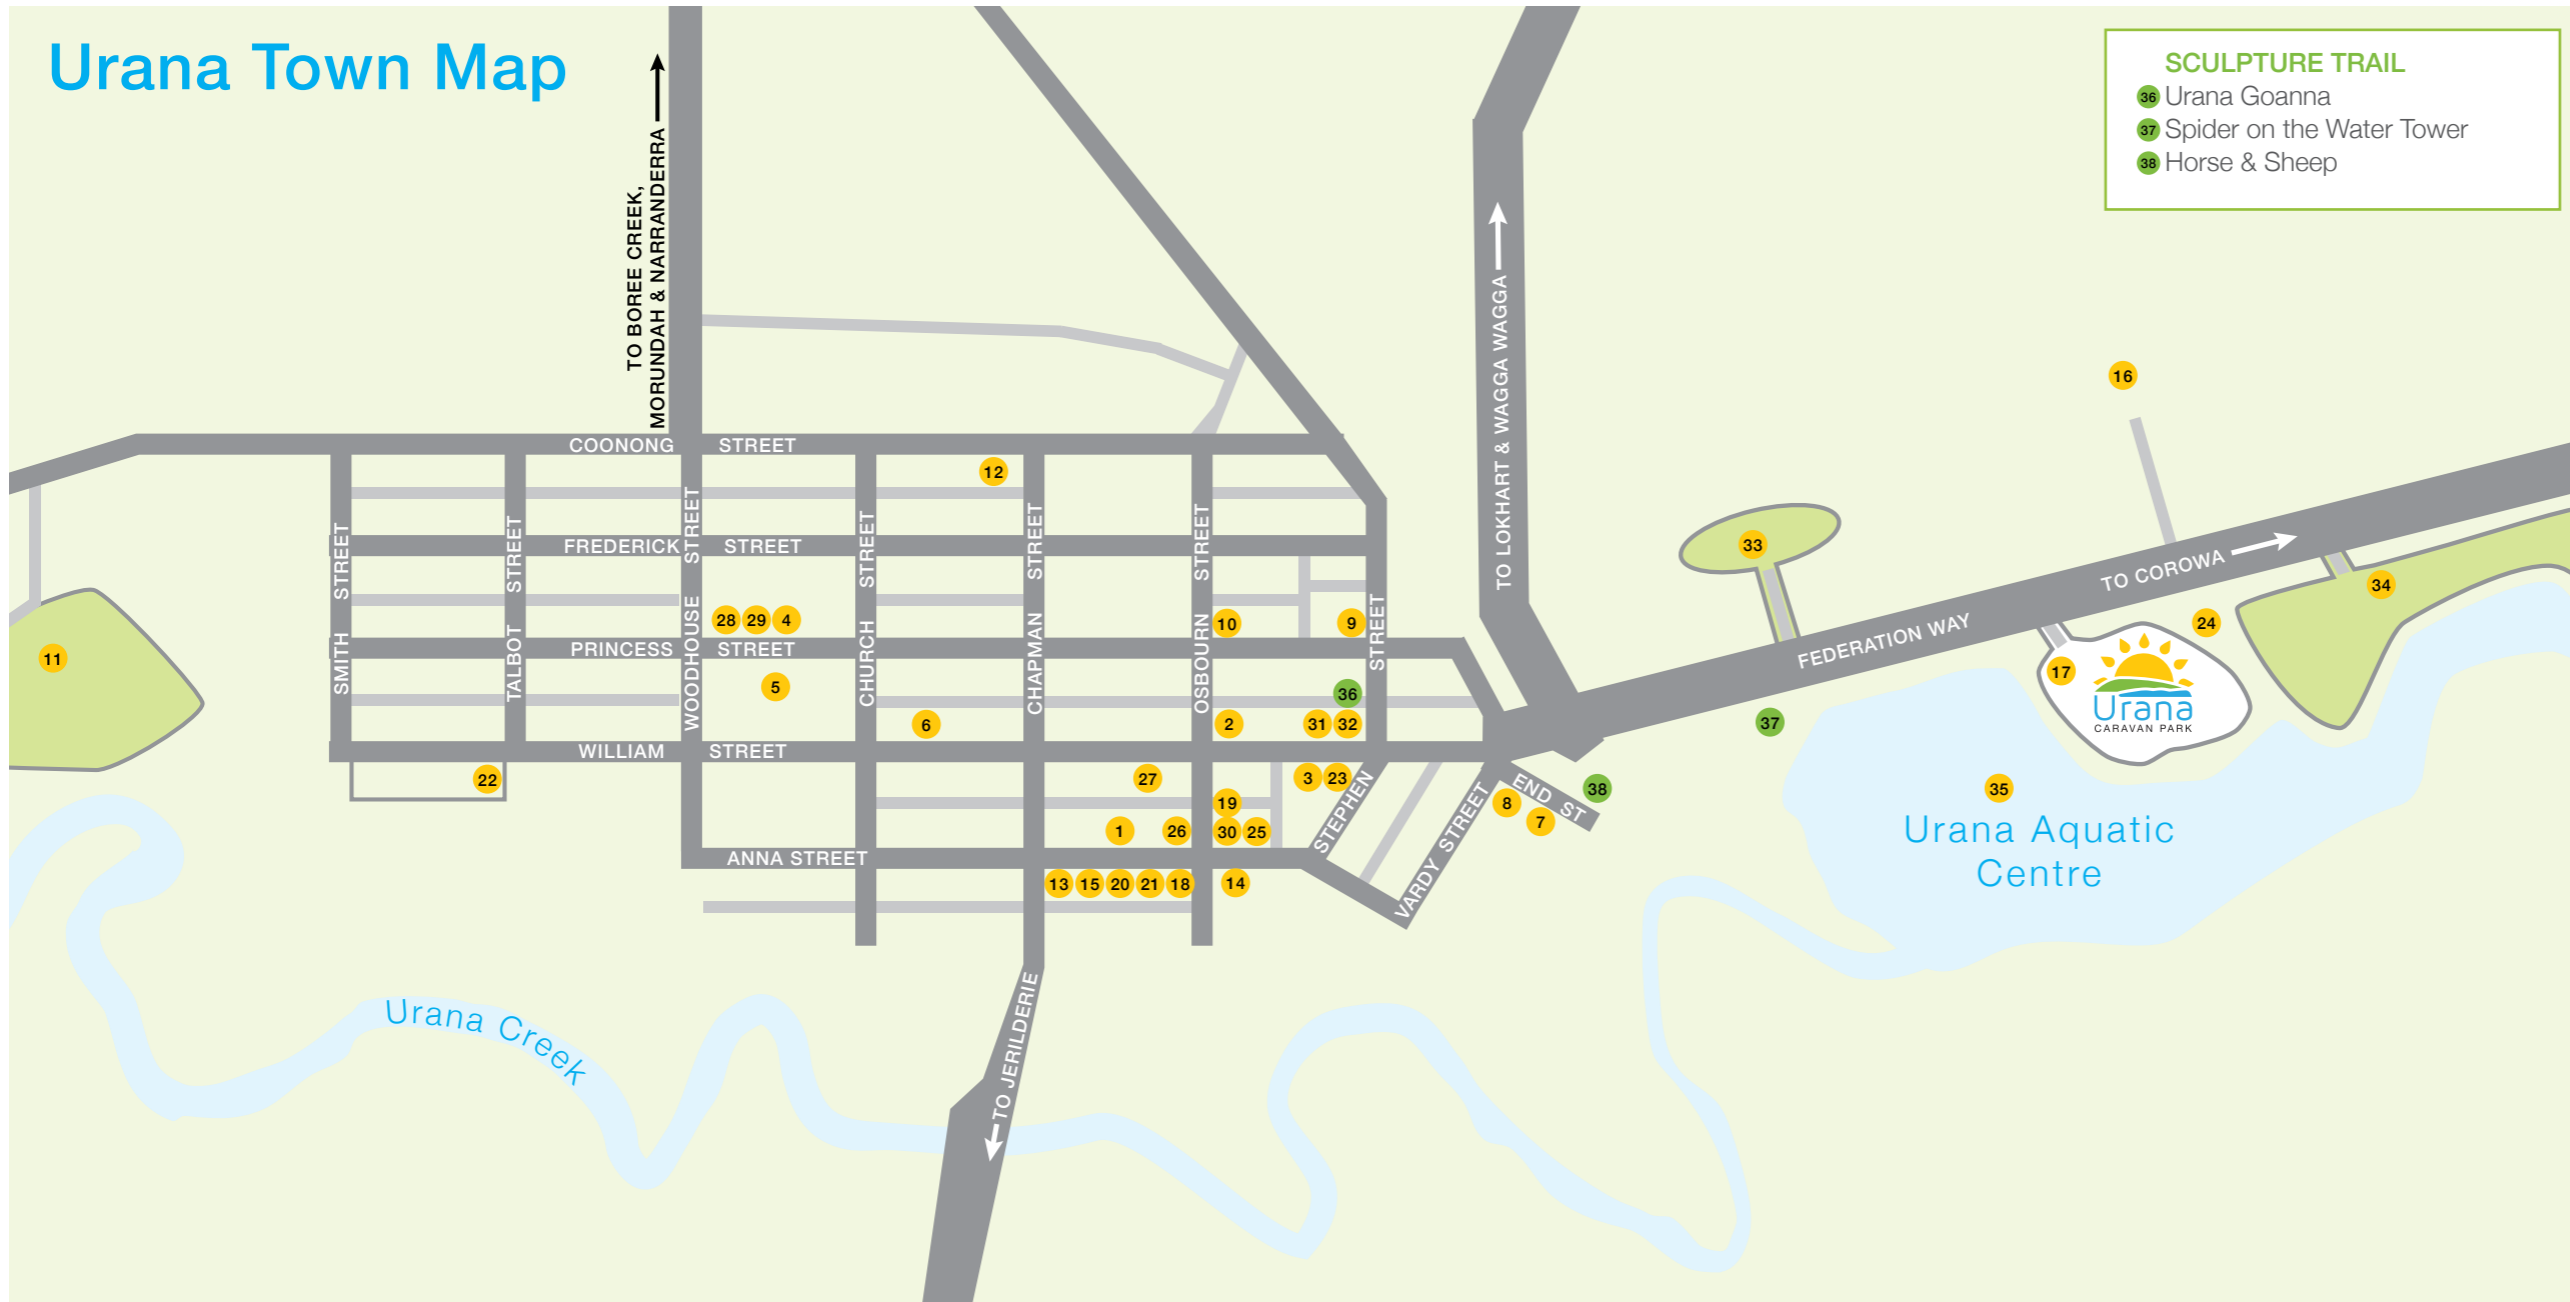 Urana Town Map
SCULPTURE TRAIL
36 Urana Goanna
37 Spider on the Water Tower
38 Horse & Sheep
TO BOREE CREEK,
MORUNDAH & NARRANDERRA
TO LOKHART & WAGGA WAGGA
16
COONONG STREET
12
SMITH STREET
TALBOT STREET
WOODHOUSE STREET
CHURCH STREET
CHAPMAN STREET
OSBOURN STREET
STEPHEN STREET
FREDERICK STREET
33
TO COROWA
34
FEDERATION WAY
28 29 4
10
9
24
PRINCESS STREET
11
17
5
36
Urana
CARAVAN PARK
6
2
31 32
37
WILLIAM STREET
22
27
3 23
END ST
38
35
19
8
7
1
26
30 25
VARDY STREET
Urana Aquatic
Centre
ANNA STREET
13 15 20 21 18
14
Urana Creek
TO JERILDERIE